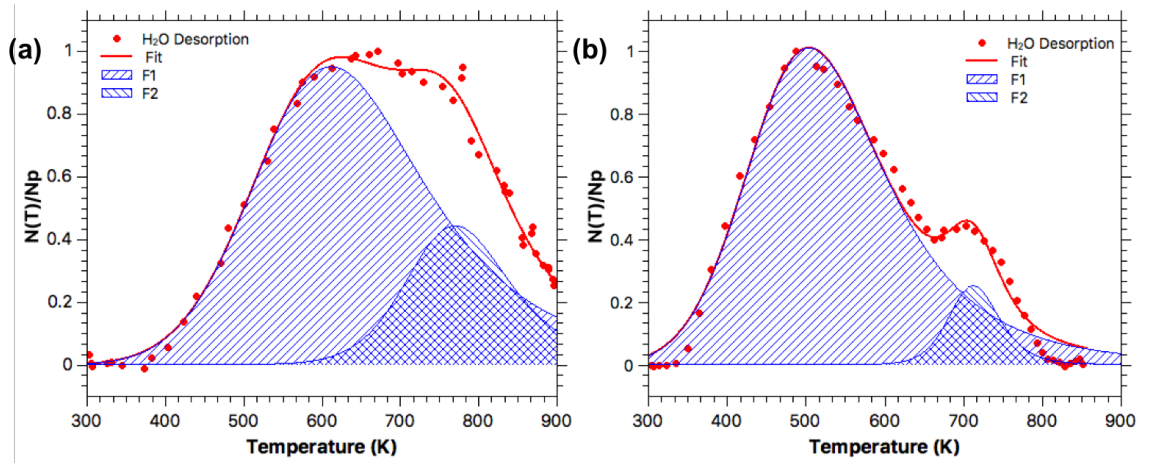 (a)
H₂O Desorption
Fit
F1
F2
N(T)/Np
1
0.8
0.6
0.4
0.2
0
300 400 500 600 700 800 900
Temperature (K)
(b)
H₂O Desorption
Fit
F1
F2
N(T)/Np
1
0.8
0.6
0.4
0.2
0
300 400 500 600 700 800 900
Temperature (K)